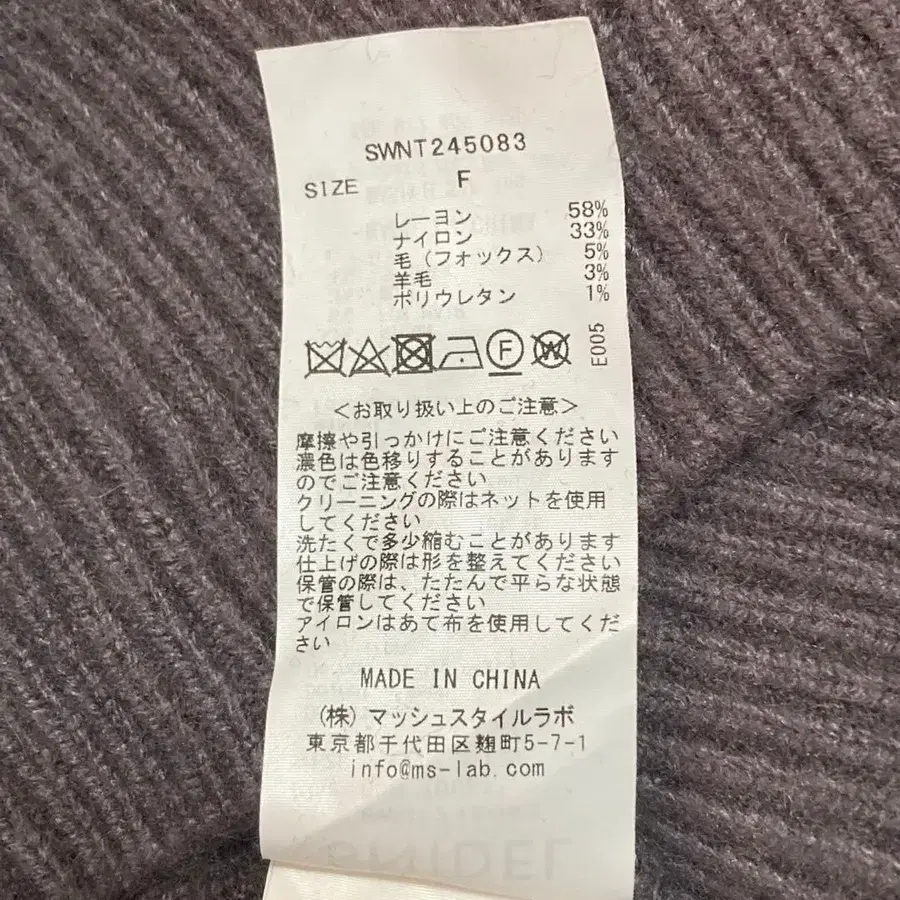 SWNT245083
SIZE F
レーヨン 58%
ナイロン 33%
毛(フォックス) 5%
羊毛 3%
ポリウレタン 1%
F W E005
<お取り扱い上のご注意>
摩擦や引っかけにご注意ください
濃色は色移りすることがあります
のでご注意ください
クリーニングの際はネットを使用
してください
洗たくで多少縮むことがあります
仕上げの際は形を整えてください
保管の際は、たたんで平らな状態
で保管してください
アイロンはあて布を使用してくだ
さい
MADE IN CHINA
(株)マッシュスタイルラボ
東京都千代田区麹町5-7-1
info@ms-lab.com